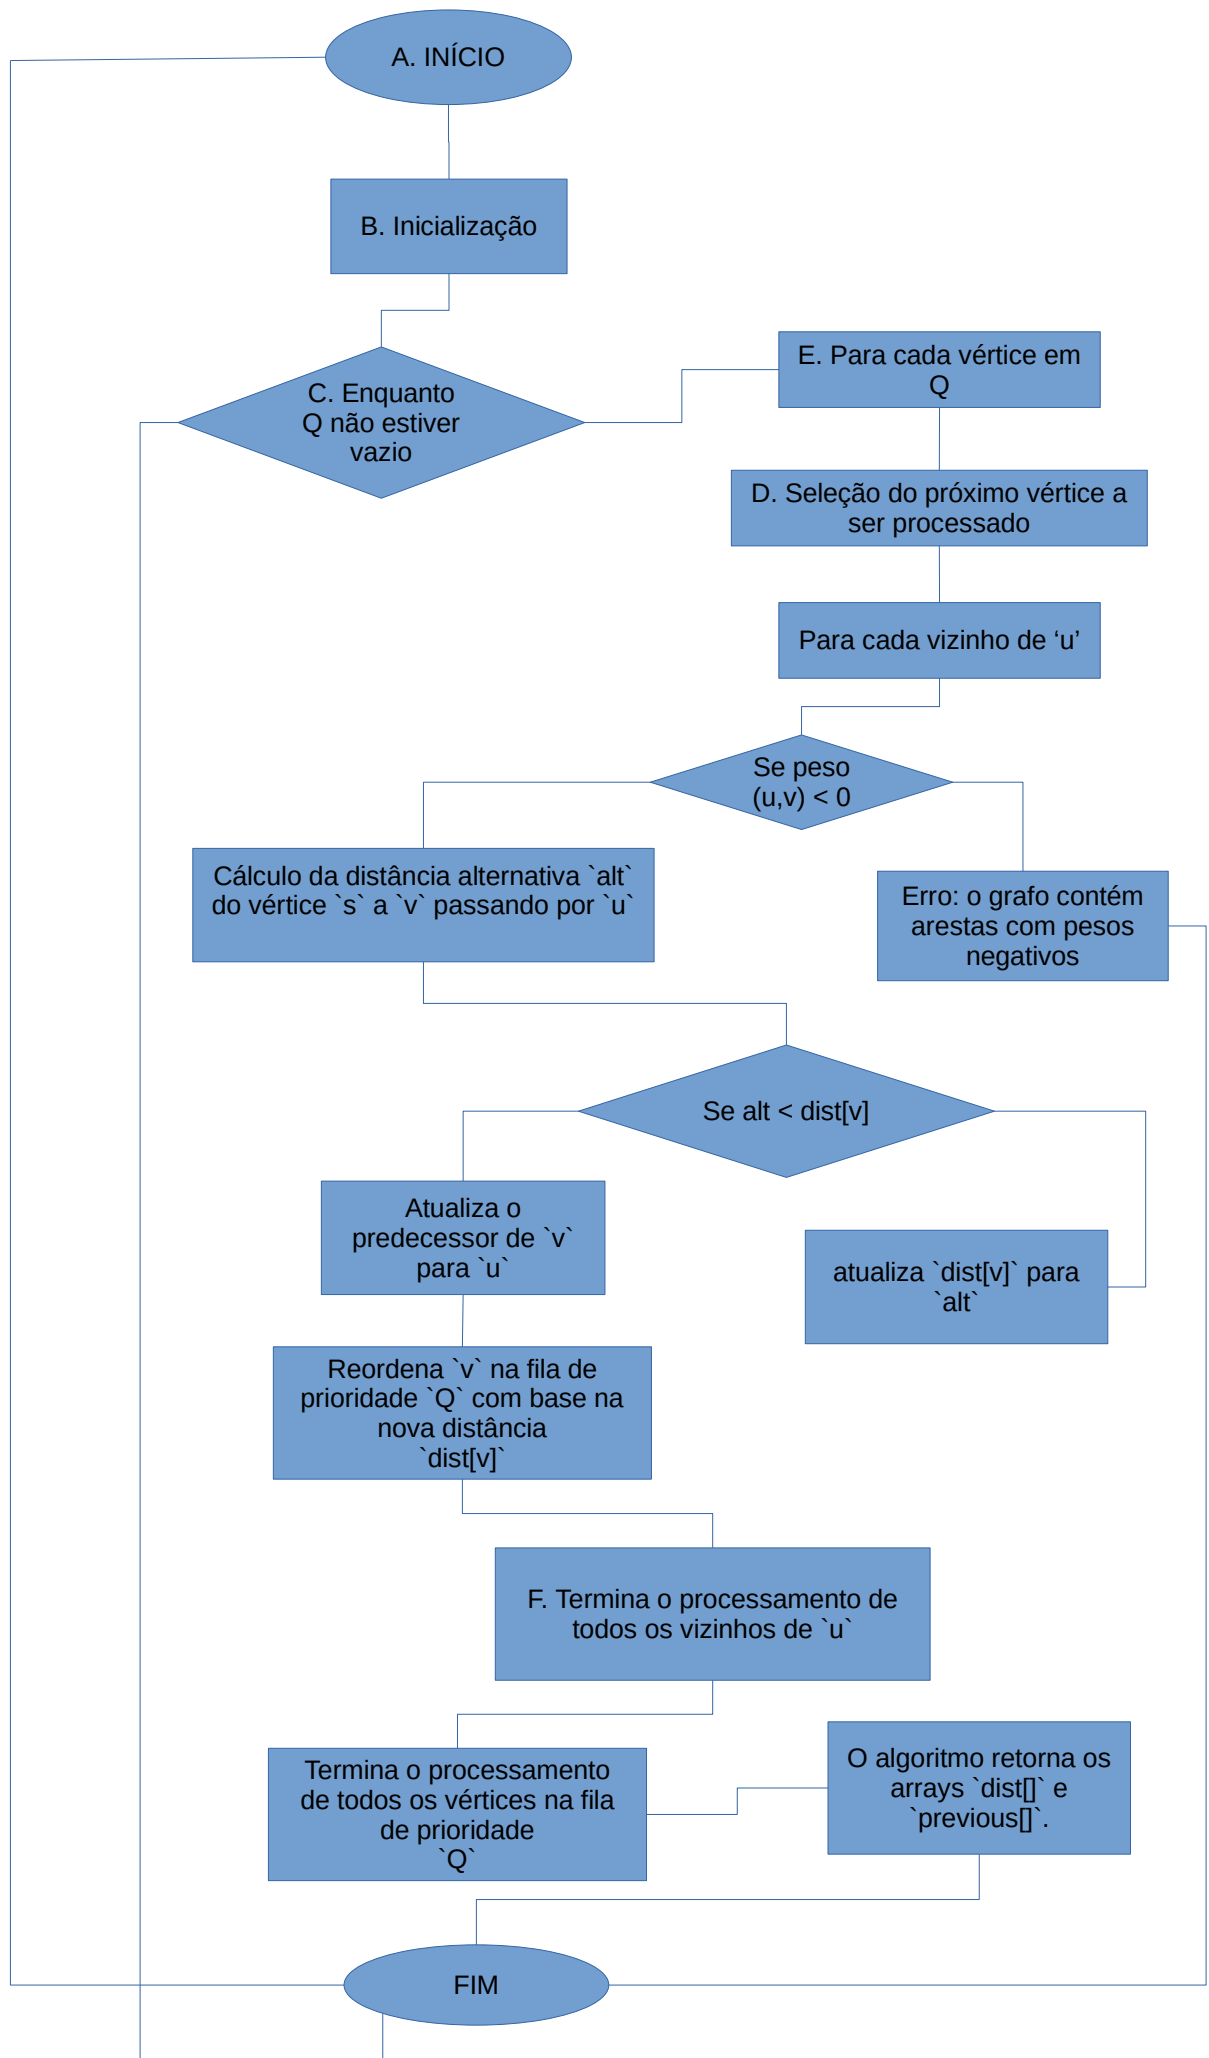 A. INÍCIO
B. Inicialização
C. Enquanto
Q não estiver
vazio
E. Para cada vértice em
Q
D. Seleção do próximo vértice a
ser processado
Para cada vizinho de ‘u’
Se peso
(u,v) < 0
Cálculo da distância alternativa `alt`
do vértice `s` a `v` passando por `u`
Erro: o grafo contém
arestas com pesos
negativos
Se alt < dist[v]
Atualiza o
predecessor de `v`
para `u`
atualiza `dist[v]` para
`alt`
Reordena `v` na fila de
prioridade `Q` com base na
nova distância
`dist[v]`
F. Termina o processamento de
todos os vizinhos de `u`
Termina o processamento
de todos os vértices na fila
de prioridade
`Q`
O algoritmo retorna os
arrays `dist[]` e
`previous[]`.
FIM